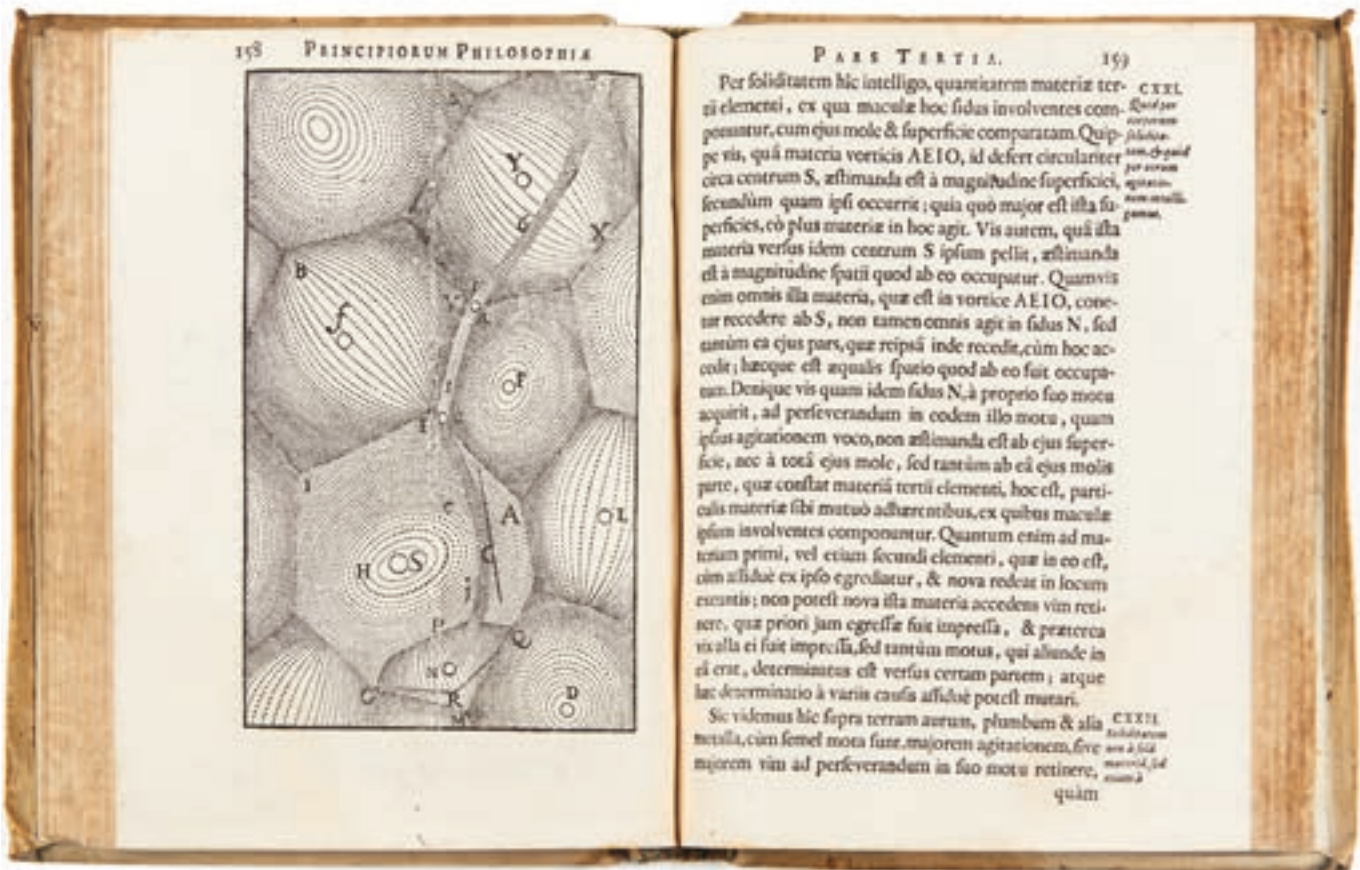 158 PRINCIPIORUM PHILOSOPHIÆ
Y
6
X
B
f
F
I
c
A
L
H S
G
P
Q
N
R
D
PARS TERTIA. 159
Per ſoliditatem hîc intelligo, quantitatem materiæ ter-
tii elementi, ex qua maculæ hoc ſidus involventes com-
ponuntur, cum ejus mole & ſuperficie comparatam. Quip-
pe vis, quâ materia vorticis AEIO, id defert circulariter
circa centrum S, æſtimanda eſt à magnitudine ſuperficiei,
ſecundùm quam ipſi occurrit; quia quò major eſt iſta ſu-
perficies, eò plus materiæ in hoc agit. Vis autem, quâ iſta
materia verſus idem centrum S ipſum pellit, æſtimanda
eſt à magnitudine ſpatii quod ab eo occupatur. Quamvis
enim omnis illa materia, quæ eſt in vortice AEIO, cone-
tur recedere ab S, non tamen omnis agit in ſidus N, ſed
tantùm ea ejus pars, quæ reipſâ inde recedit, cùm hoc ac-
cedit; hæcque eſt æqualis ſpatio quod ab eo fuit occupa-
tum. Denique vis quam idem ſidus N, à proprio ſuo motu
acquirit, ad perſeverandum in eodem illo motu, quam
ipſius agitationem voco, non æſtimanda eſt ab ejus ſuper-
ficie, nec à totâ ejus mole, ſed tantùm ab eâ ejus molis
parte, quæ conſtat materiâ tertii elementi, hoc eſt, parti-
culis materiæ ſibi mutuò adhærentibus, ex quibus maculæ
ipſum involventes componuntur. Quantum enim ad ma-
teriam primi, vel etiam ſecundi elementi, quæ in eo eſt,
cùm aſſiduè ex ipſo egrediatur, & nova redeat in locum
exeuntis; non poteſt nova iſta materia accedens vim reti-
nere, quæ priori jam egreſſæ fuit impreſſa, & præterea
vix ulla ei fuit impreſſa, ſed tantùm motus, qui aliunde in
eâ erat, determinatus eſt verſus certam partem; atque
hæc determinatio à variis cauſis aſſiduè poteſt mutari.
Sic videmus hîc ſupra terram aurum, plumbum & alia
metalla, cùm ſemel mota ſunt, majorem agitationem, ſive
majorem vim ad perſeverandum in ſuo motu retinere,
quàm
CXXI.
Quid per
CXXII.